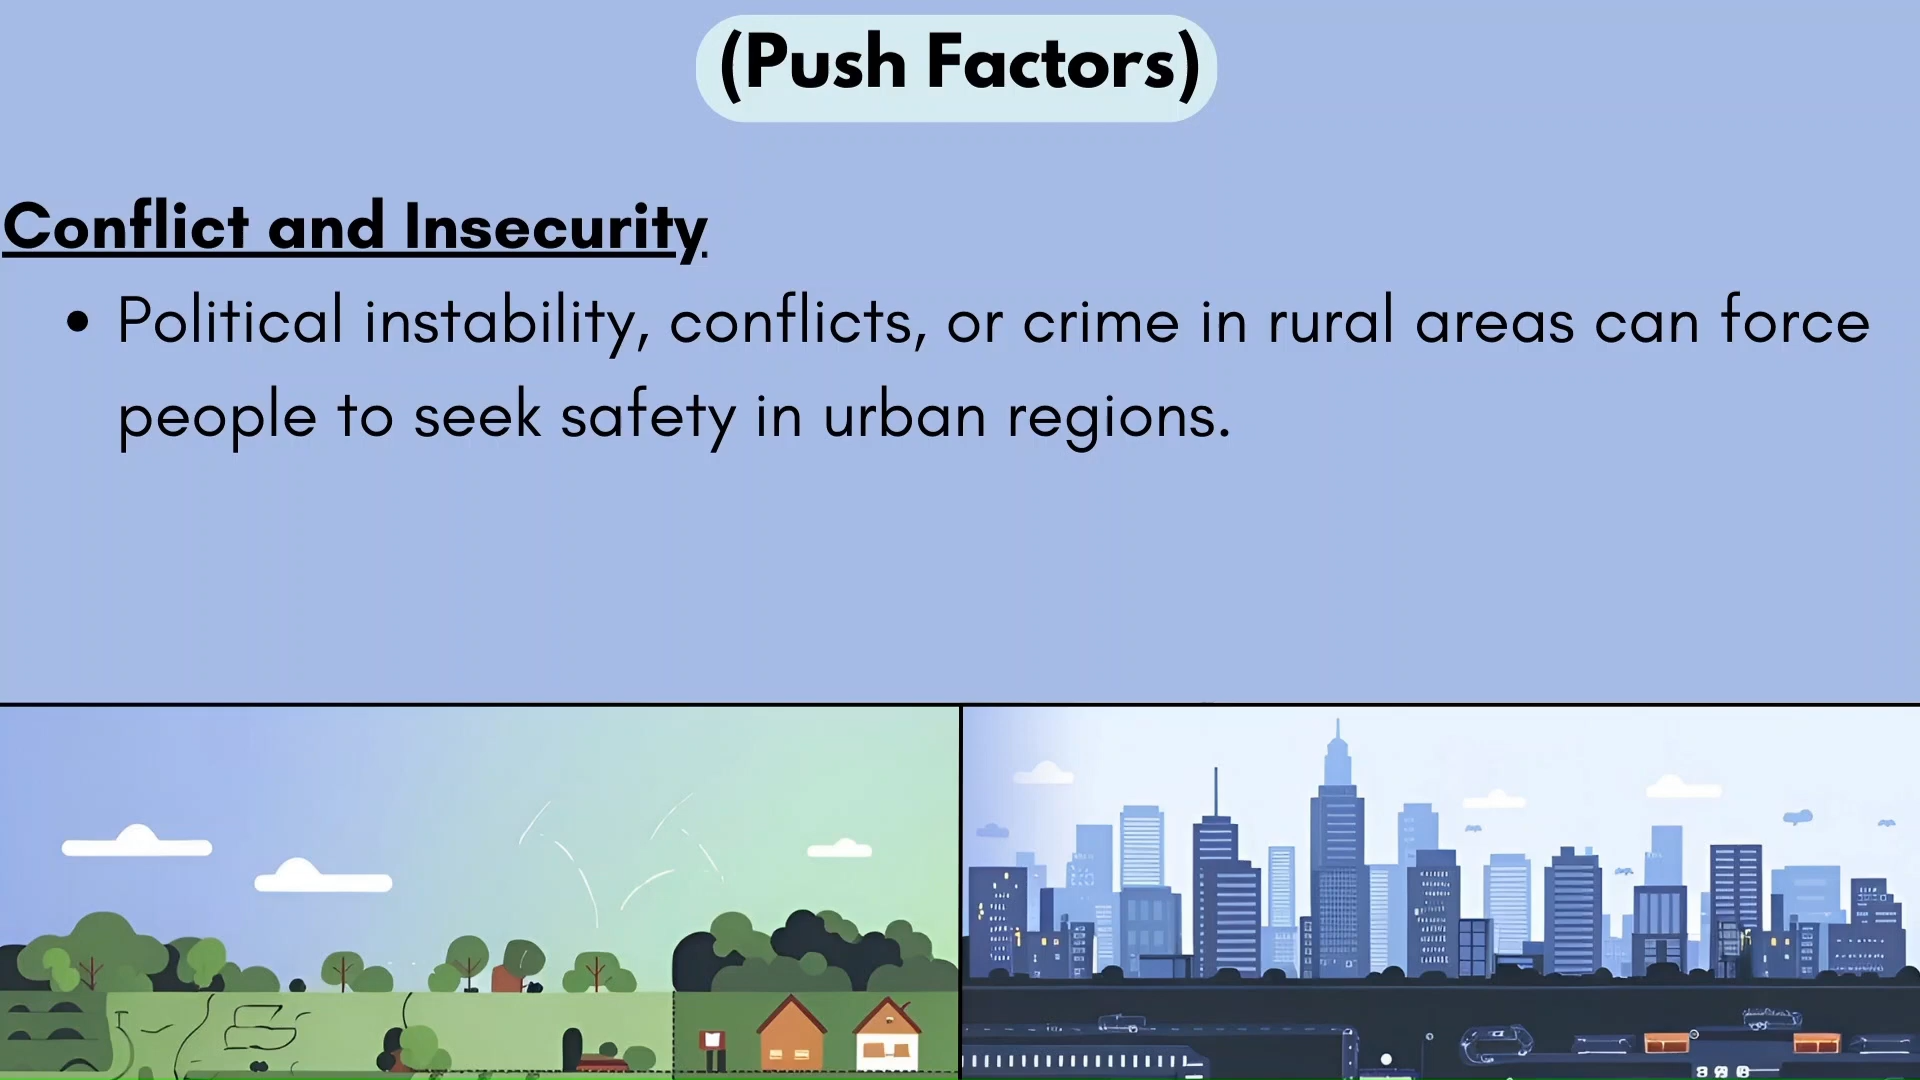 (Push Factors)
Conflict and Insecurity
• Political instability, conflicts, or crime in rural areas can force
people to seek safety in urban regions.